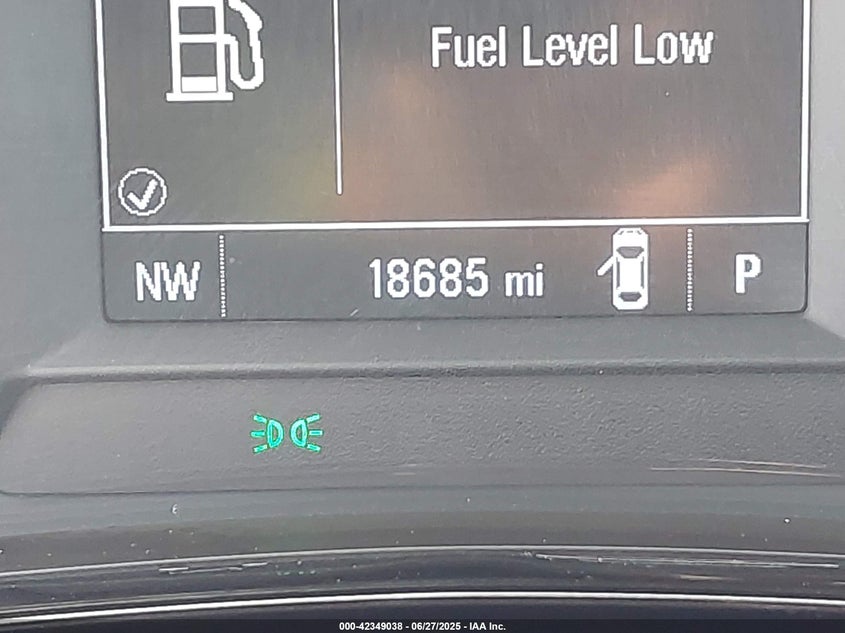 Fuel Level Low
NW 18685 mi P
000-42349038 - 06/27/2025 - IAA Inc.